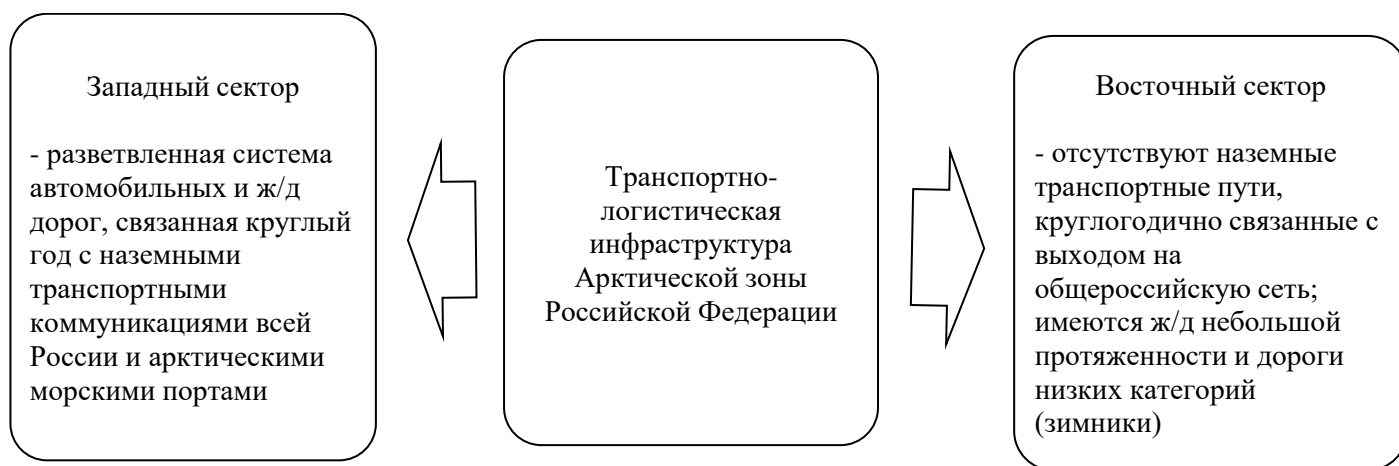 Западный сектор
- разветвленная система
автомобильных и ж/д
дорог, связанная круглый
год с наземными
транспортными
коммуникациями всей
России и арктическими
морскими портами
Транспортно-
логистическая
инфраструктура
Арктической зоны
Российской Федерации
Восточный сектор
- отсутствуют наземные
транспортные пути,
круглогодично связанные с
выходом на
общероссийскую сеть;
имеются ж/д небольшой
протяженности и дороги
низких категорий
(зимники)